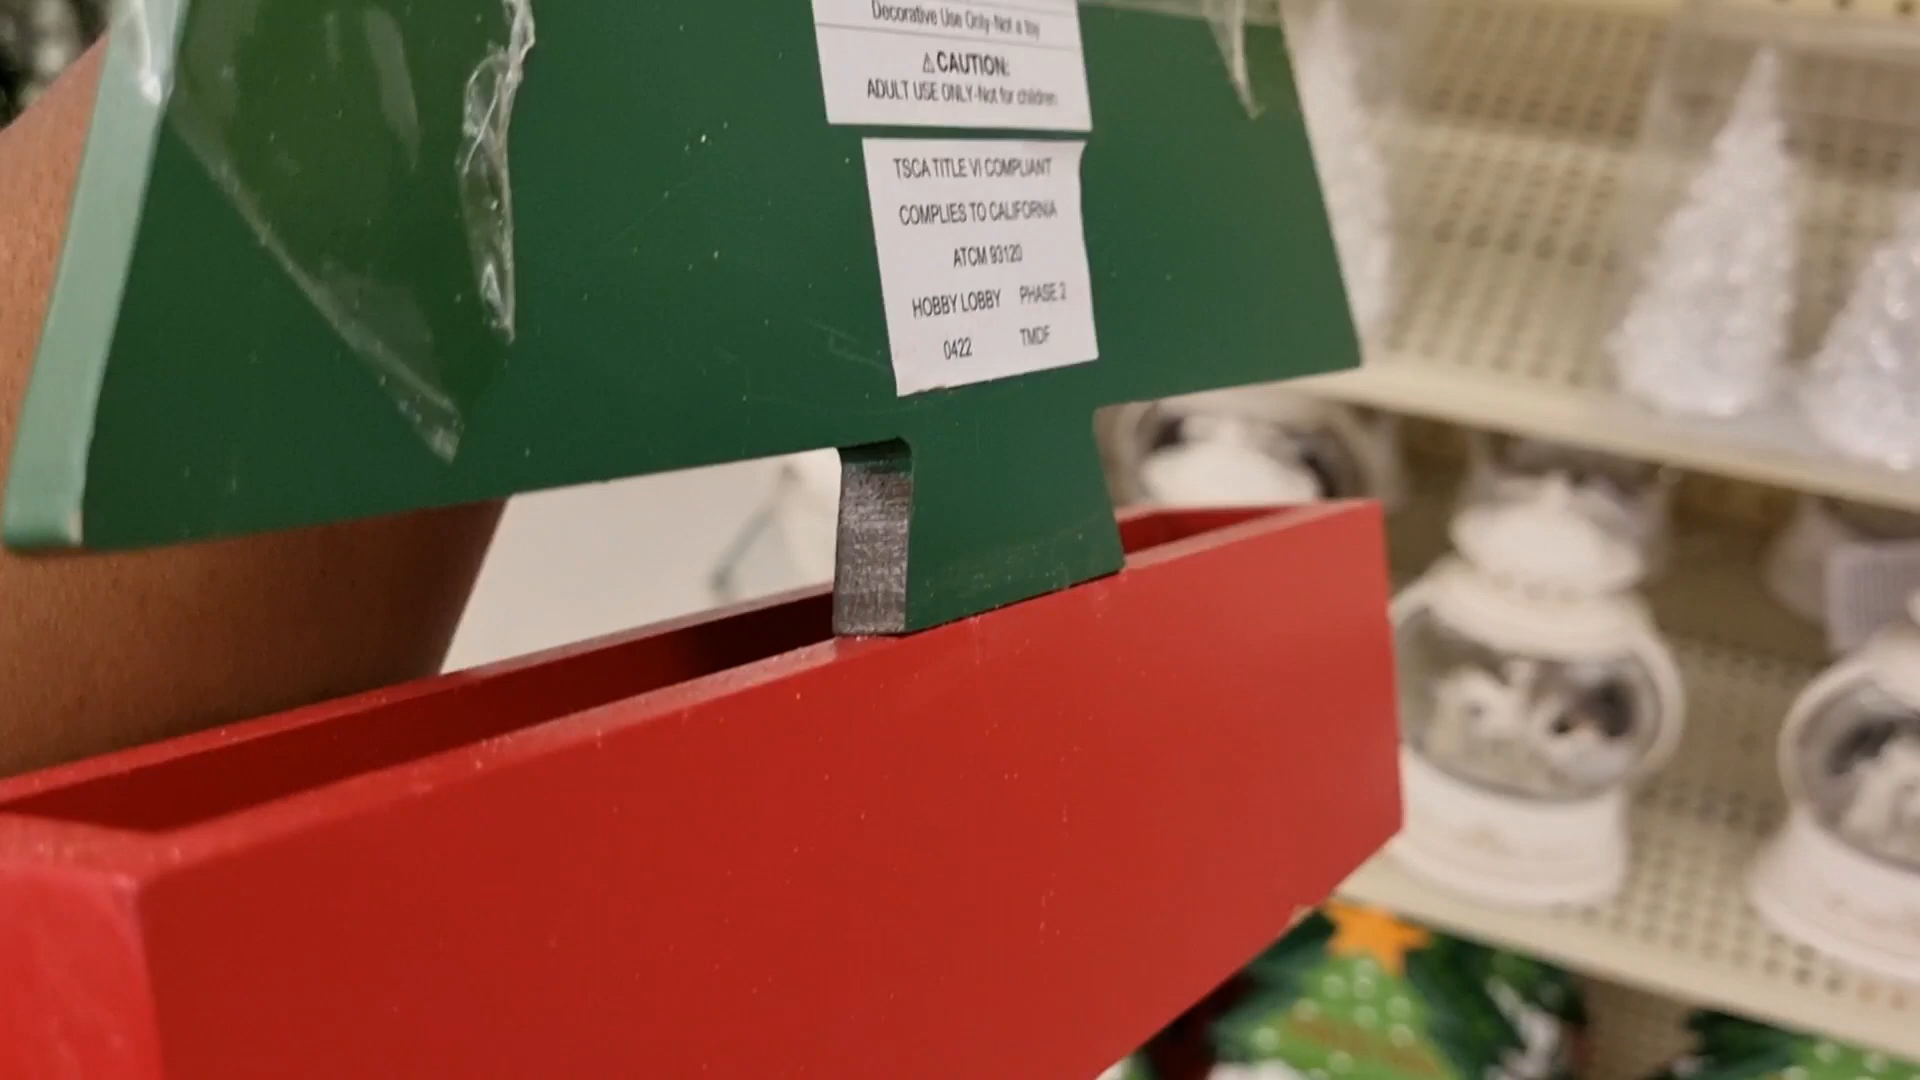 Decorative Use Only-Not a toy
⚠CAUTION:
ADULT USE ONLY-Not for children
TSCA TITLE VI COMPLIANT
COMPLIES TO CALIFORNIA
ATCM 93120
HOBBY LOBBY PHASE 2
0422 TMDF